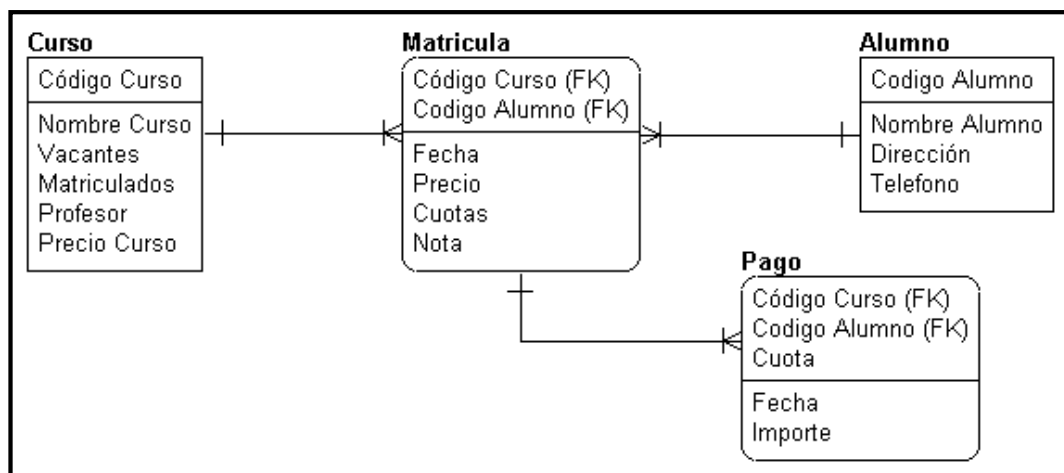 Curso
Código Curso
Nombre Curso
Vacantes
Matriculados
Profesor
Precio Curso
Matricula
Código Curso (FK)
Codigo Alumno (FK)
Fecha
Precio
Cuotas
Nota
Alumno
Codigo Alumno
Nombre Alumno
Dirección
Telefono
Pago
Código Curso (FK)
Codigo Alumno (FK)
Cuota
Fecha
Importe